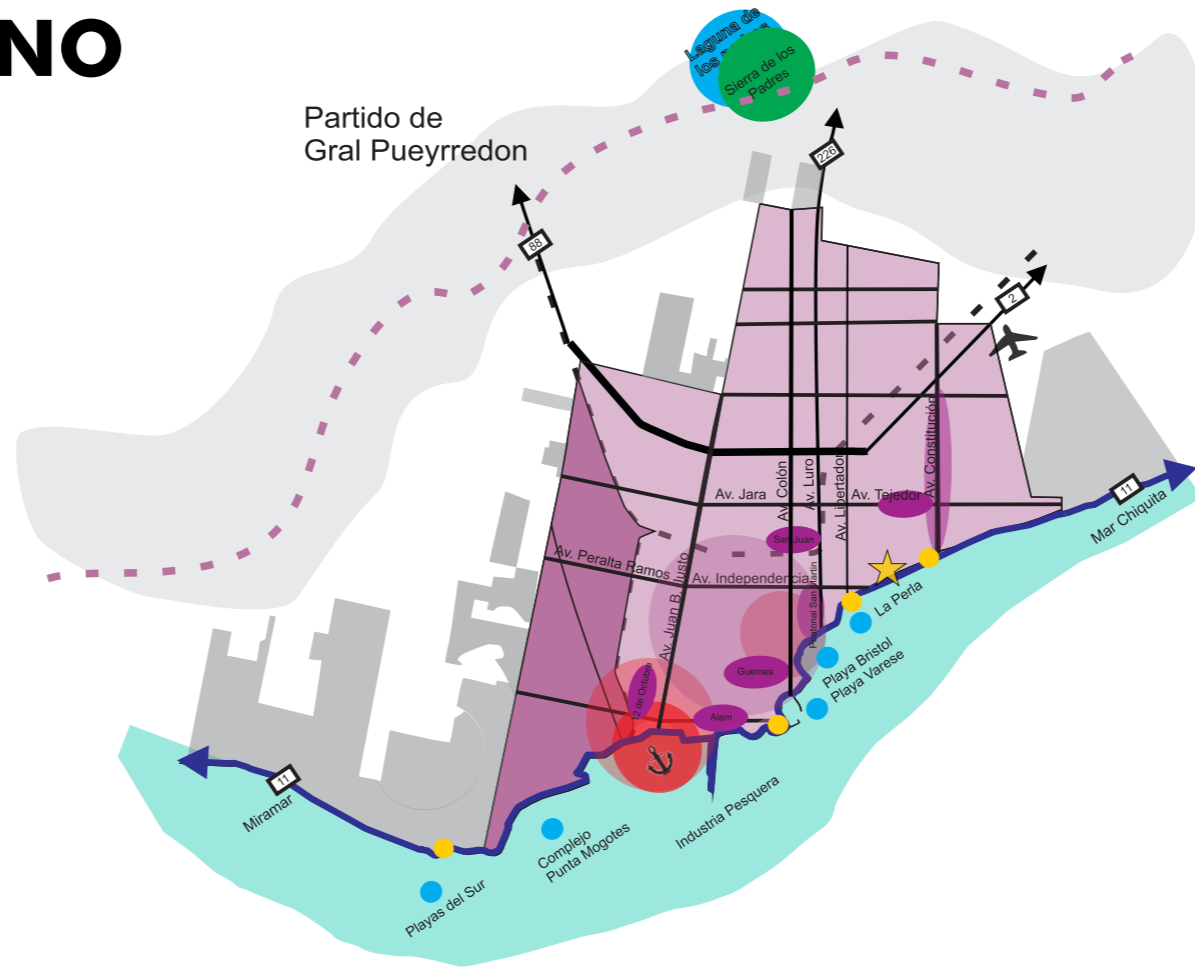 NO
Laguna de
los
Sierra de los
Padres
Partido de
Gral Pueyrredon
226
88
2
11
Mar Chiquita
Av. Constitución
Av. Colón
Av. Luro
Av. Libertador
Av. Jara
Av. Tejedor
San Juan
Av. Peralta Ramos
Av. Juan B. Justo
Av. Independencia
Peatonal San Martin
La Perla
Playa Bristol
Playa Varese
Guemes
12 de Octubre
Alem
Industria Pesquera
11
Miramar
Complejo
Punta Mogotes
Playas del Sur